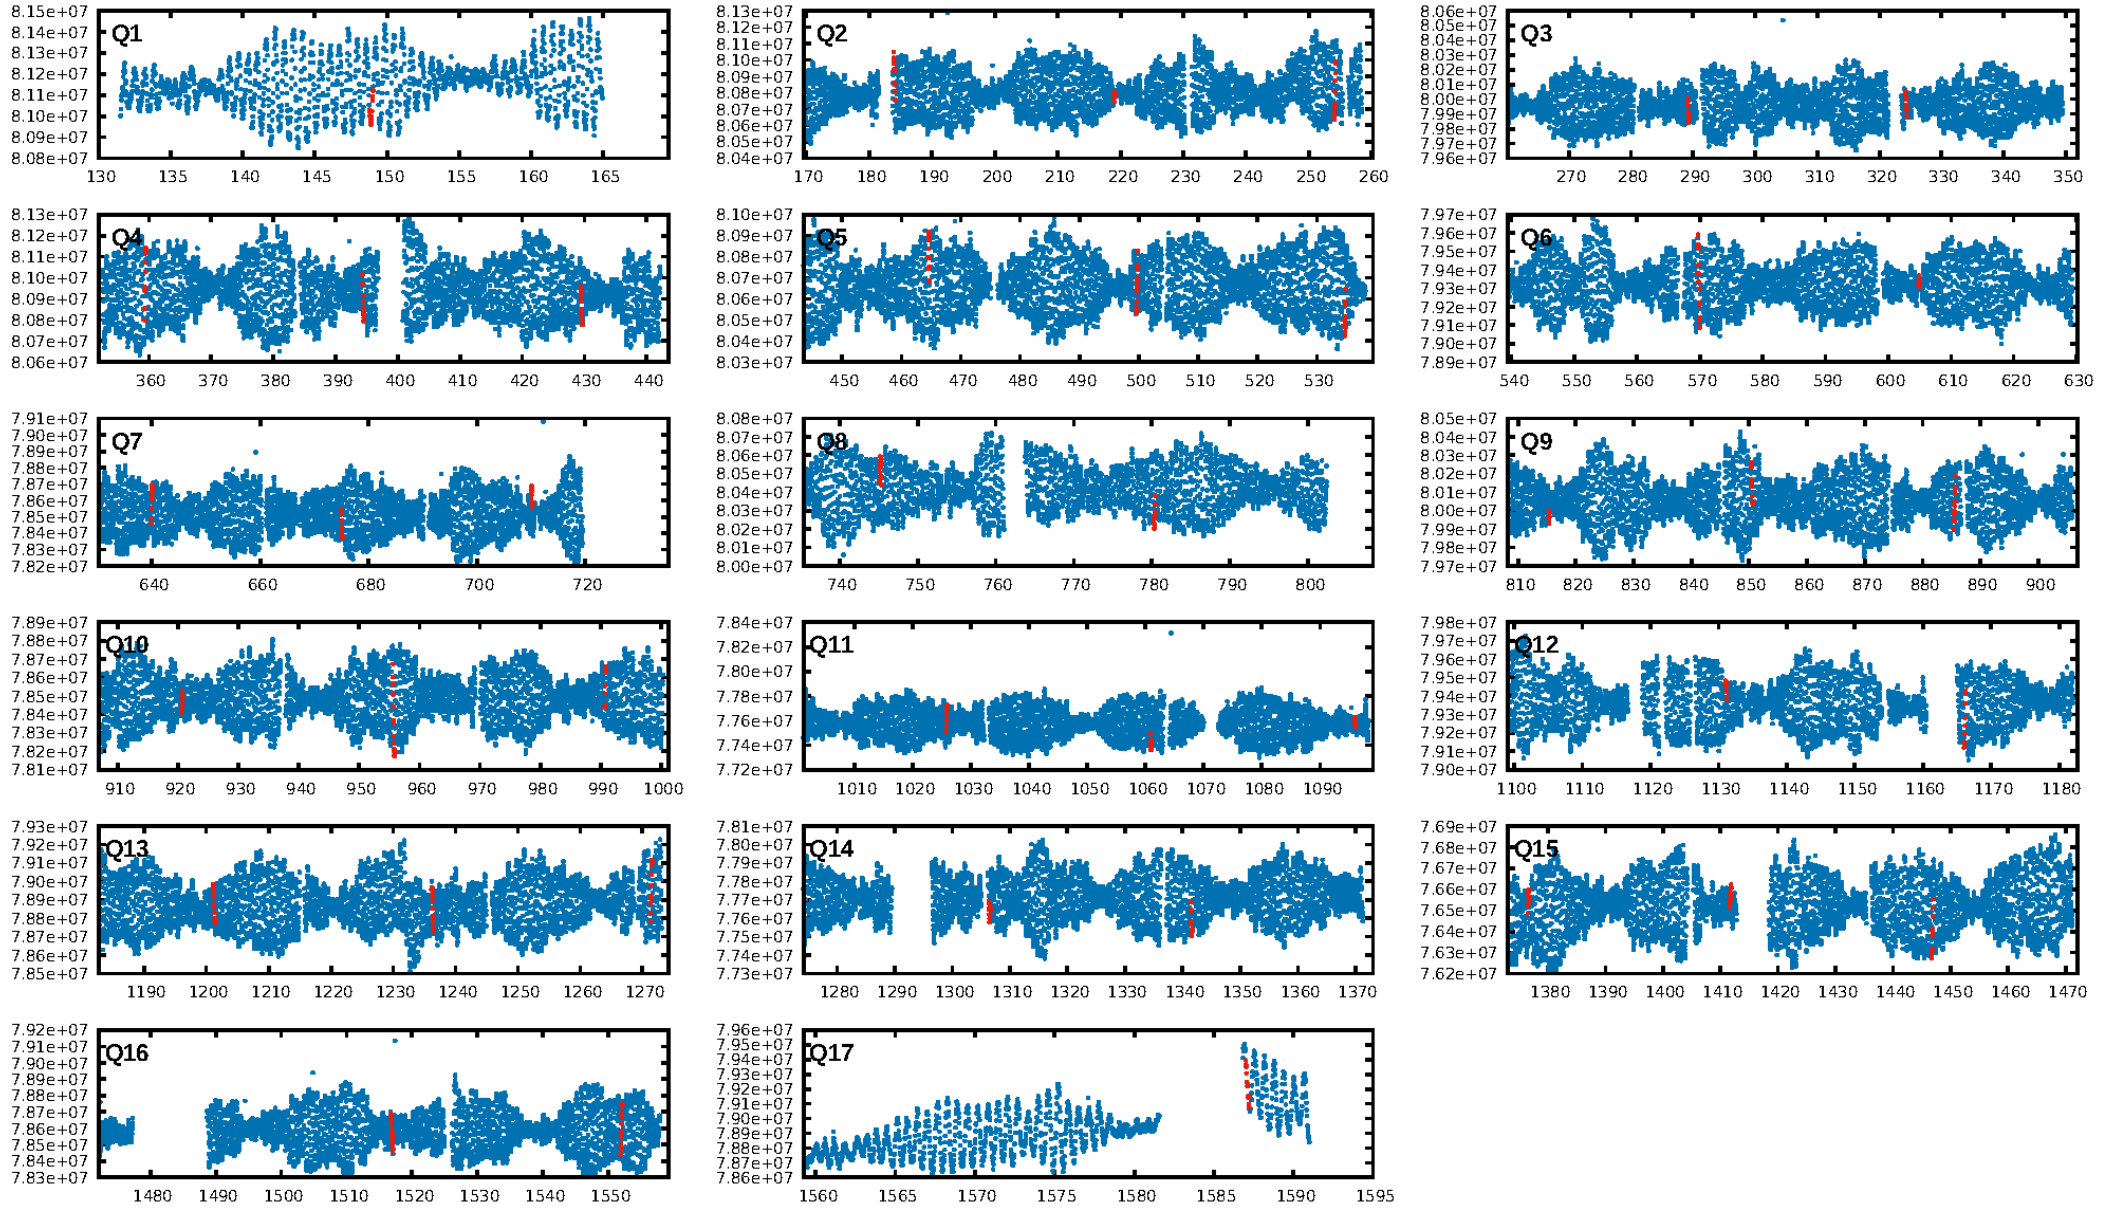 8.15e+07
8.14e+07
8.13e+07
8.12e+07
8.11e+07
8.10e+07
8.09e+07
8.08e+07
Q1
130 135 140 145 150 155 160 165
8.13e+07
8.12e+07
8.11e+07
8.10e+07
8.09e+07
8.08e+07
8.07e+07
8.06e+07
8.05e+07
8.04e+07
Q2
170 180 190 200 210 220 230 240 250 260
8.06e+07
8.05e+07
8.04e+07
8.03e+07
8.02e+07
8.01e+07
8.00e+07
7.99e+07
7.98e+07
7.97e+07
7.96e+07
Q3
270 280 290 300 310 320 330 340 350
8.13e+07
8.12e+07
8.11e+07
8.10e+07
8.09e+07
8.08e+07
8.07e+07
8.06e+07
Q4
360 370 380 390 400 410 420 430 440
8.10e+07
8.09e+07
8.08e+07
8.07e+07
8.06e+07
8.05e+07
8.04e+07
8.03e+07
Q5
450 460 470 480 490 500 510 520 530
7.97e+07
7.96e+07
7.95e+07
7.94e+07
7.93e+07
7.92e+07
7.91e+07
7.90e+07
7.89e+07
Q6
540 550 560 570 580 590 600 610 620 630
7.91e+07
7.90e+07
7.89e+07
7.88e+07
7.87e+07
7.86e+07
7.85e+07
7.84e+07
7.83e+07
7.82e+07
Q7
640 660 680 700 720
8.08e+07
8.07e+07
8.06e+07
8.05e+07
8.04e+07
8.03e+07
8.02e+07
8.01e+07
8.00e+07
Q8
740 750 760 770 780 790 800
8.05e+07
8.04e+07
8.03e+07
8.02e+07
8.01e+07
8.00e+07
7.99e+07
7.98e+07
7.97e+07
Q9
810 820 830 840 850 860 870 880 890 900
7.89e+07
7.88e+07
7.87e+07
7.86e+07
7.85e+07
7.84e+07
7.83e+07
7.82e+07
7.81e+07
Q10
910 920 930 940 950 960 970 980 990 1000
7.84e+07
7.82e+07
7.80e+07
7.78e+07
7.76e+07
7.74e+07
7.72e+07
Q11
1010 1020 1030 1040 1050 1060 1070 1080 1090
7.98e+07
7.97e+07
7.96e+07
7.95e+07
7.94e+07
7.93e+07
7.92e+07
7.91e+07
7.90e+07
Q12
1100 1110 1120 1130 1140 1150 1160 1170 1180
7.93e+07
7.92e+07
7.91e+07
7.90e+07
7.89e+07
7.88e+07
7.87e+07
7.86e+07
7.85e+07
Q13
1190 1200 1210 1220 1230 1240 1250 1260 1270
7.81e+07
7.80e+07
7.79e+07
7.78e+07
7.77e+07
7.76e+07
7.75e+07
7.74e+07
7.73e+07
Q14
1280 1290 1300 1310 1320 1330 1340 1350 1360 1370
7.69e+07
7.68e+07
7.67e+07
7.66e+07
7.65e+07
7.64e+07
7.63e+07
7.62e+07
Q15
1380 1390 1400 1410 1420 1430 1440 1450 1460 1470
7.92e+07
7.91e+07
7.90e+07
7.89e+07
7.88e+07
7.87e+07
7.86e+07
7.85e+07
7.84e+07
7.83e+07
Q16
1480 1490 1500 1510 1520 1530 1540 1550
7.96e+07
7.95e+07
7.94e+07
7.93e+07
7.92e+07
7.91e+07
7.90e+07
7.89e+07
7.88e+07
7.87e+07
7.86e+07
Q17
1560 1565 1570 1575 1580 1585 1590 1595